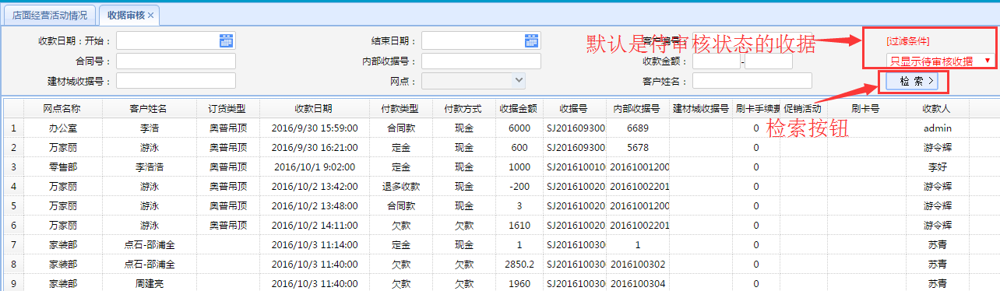 店面经营活动情况 收据审核
收款日期：开始： 结束日期： 客户编号： [过滤条件]
默认是待审核状态的收据
合同号： 内部收据号： 收款金额： - 只显示待审核收据
建材城收据号： 网点： 客户姓名： 检 索
网点名称 客户姓名 订货类型 收款日期 付款类型 付款方式 收据金额 收据号 内部收据号 建材城收据号 刷卡手续费 促销活动 刷卡号 收款人
检索按钮
1 办公室 李浩 奥普吊顶 2016/9/30 15:59:00 合同款 现金 6000 SJ201609300 6689 0 admin
2 万家丽 游泳 奥普吊顶 2016/9/30 16:21:00 定金 现金 600 SJ201609300 5678 0 游令辉
3 零售部 李浩浩 奥普吊顶 2016/10/1 9:02:00 定金 现金 1000 SJ201610010 20161001200 0 李好
4 万家丽 游泳 奥普吊顶 2016/10/2 13:42:00 退多收款 现金 -200 SJ201610020 20161002201 0 游令辉
5 万家丽 游泳 奥普吊顶 2016/10/2 13:48:00 合同款 现金 3 SJ201610020 20161001200 0 游令辉
6 万家丽 游泳 奥普吊顶 2016/10/2 14:11:00 欠款 欠款 1610 SJ201610020 20161002201 0 游令辉
7 家装部 点石-邵浦全 2016/10/3 11:14:00 定金 现金 1 SJ201610030 1 0 苏青
8 家装部 点石-邵浦全 2016/10/3 11:40:00 欠款 欠款 2850.2 SJ201610030 2016100302 0 苏青
9 家装部 周建亮 2016/10/3 11:40:00 欠款 欠款 1960 SJ201610030 2016100304 0 苏青